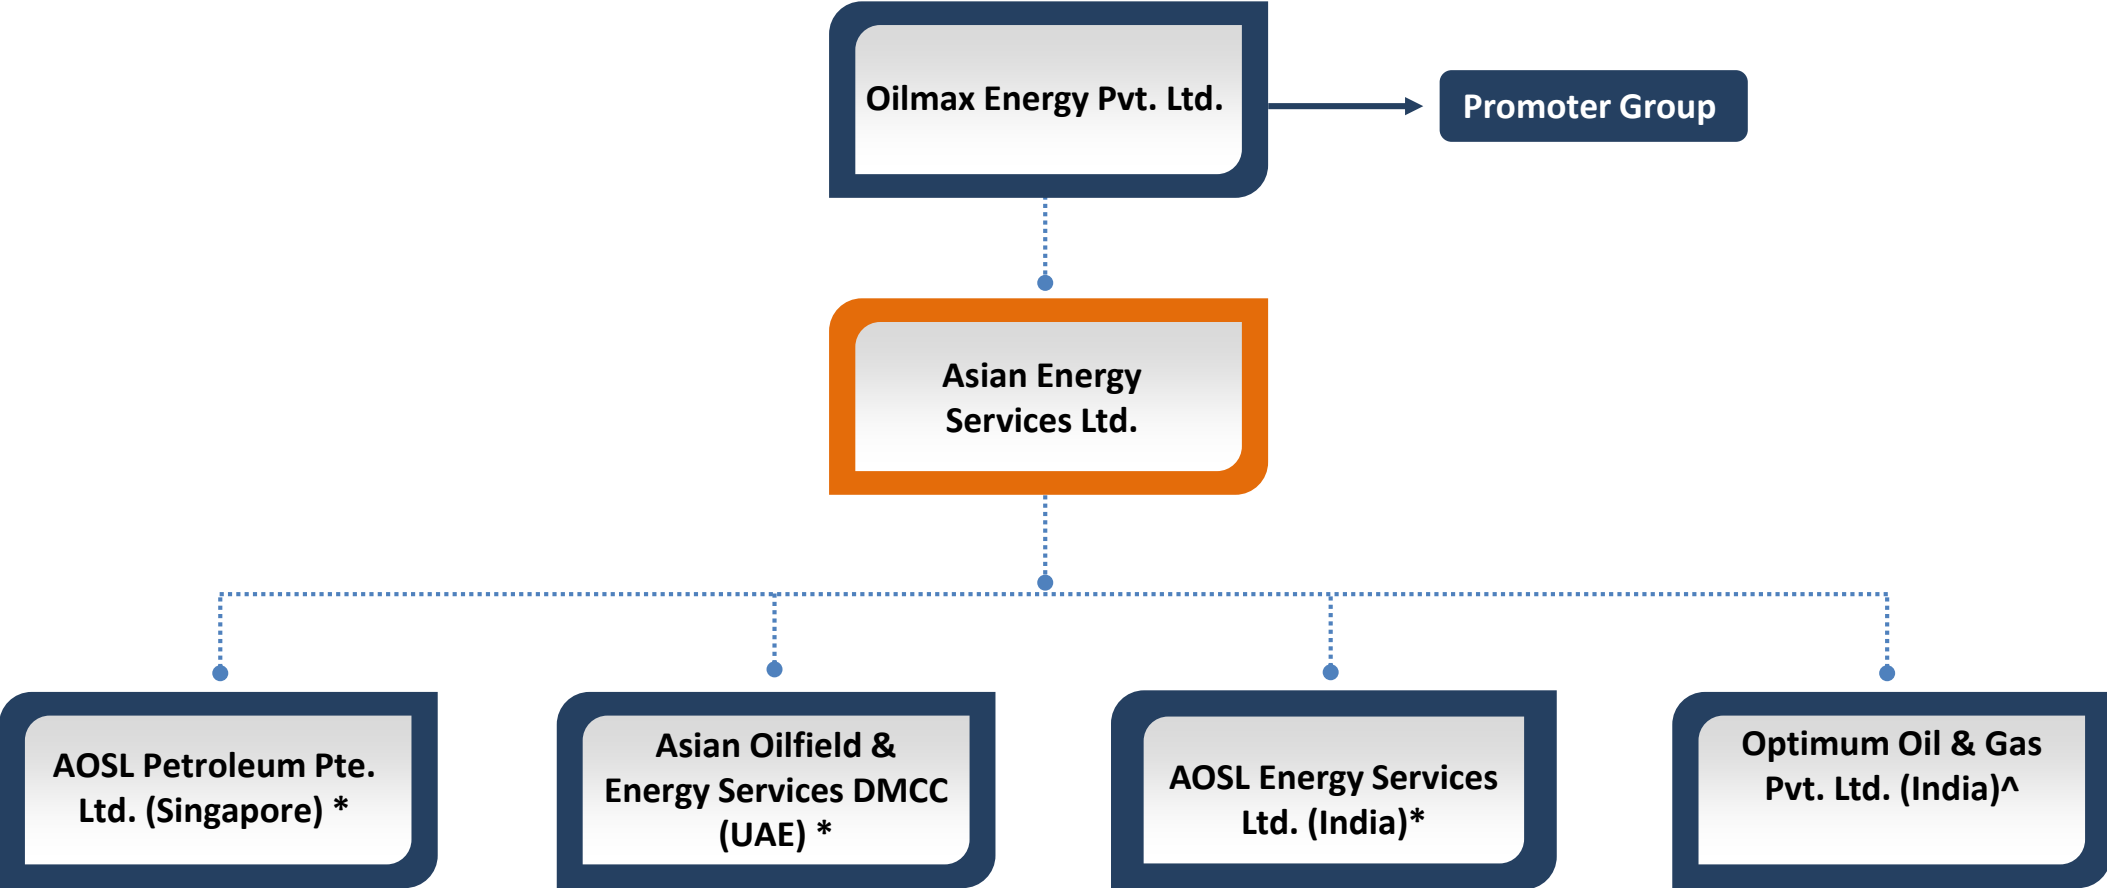 Oilmax Energy Pvt. Ltd.
Promoter Group
Asian Energy
Services Ltd.
AOSL Petroleum Pte.
Ltd. (Singapore) *
Asian Oilfield &
Energy Services DMCC
(UAE) *
AOSL Energy Services
Ltd. (India)*
Optimum Oil & Gas
Pvt. Ltd. (India)^